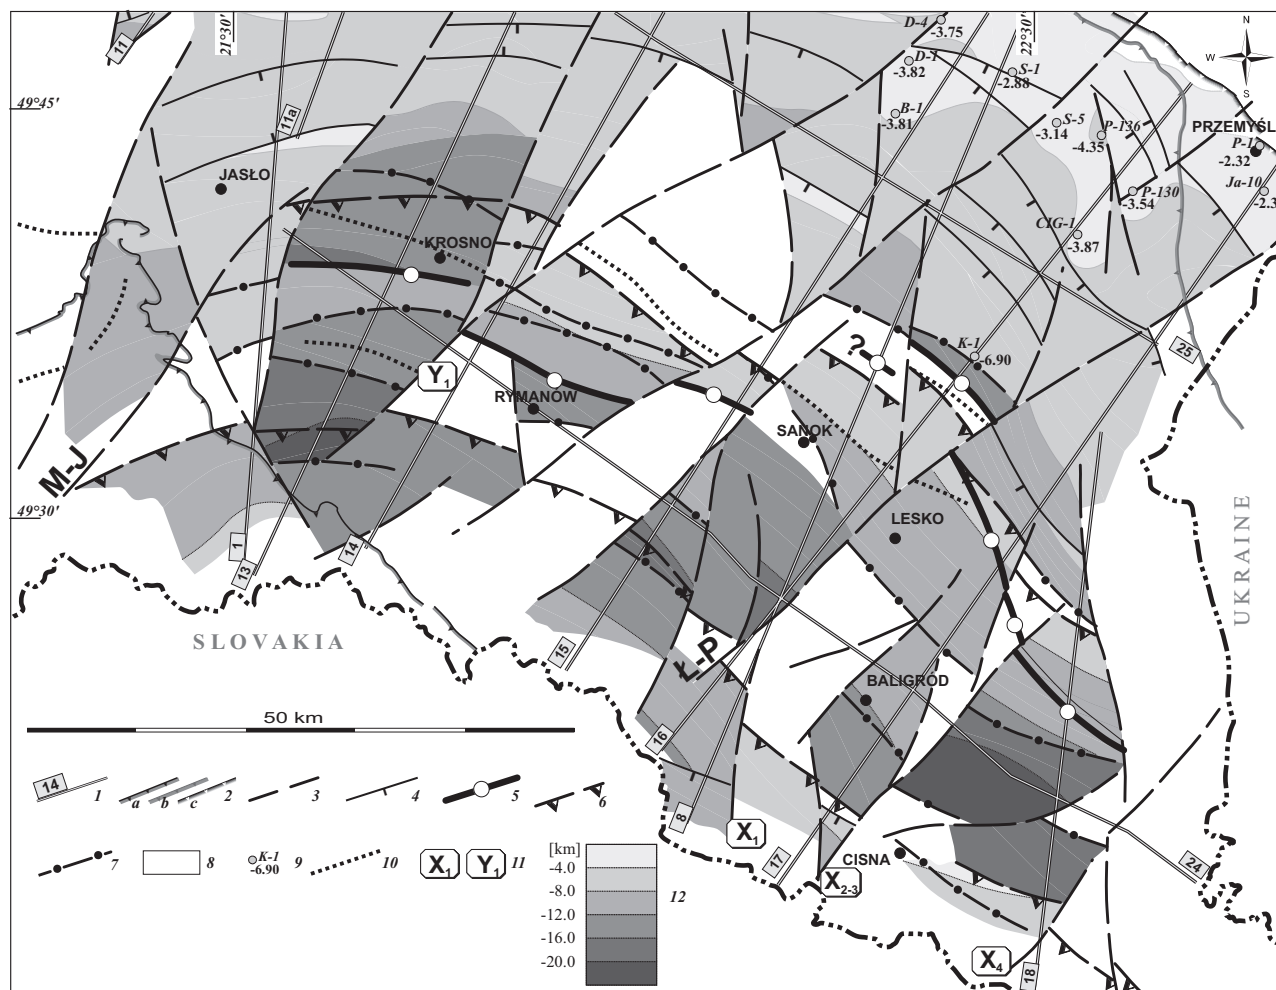 11
21°30'
22°30'
N
W
E
S
49°45'
11a
D-4
-3.75
D-1
-3.82
S-1
-2.88
B-1
-3.81
S-5
-3.14
P-136
-4.35
PRZEMYŚL
P-1
-2.32
P-130
-3.54
Ja-10
-2.3
CIG-1
-3.87
JASŁO
KROSNO
Y1
RYMANÓW
?
K-1
-6.90
25
SANOK
M-J
49°30'
LESKO
1
13
14
UKRAINE
SLOVAKIA
15
L-P
BALIGRÓD
16
50 km
14
1
a
b
c
2
3
4
5
6
7
8
K-1
-6.90
9
10
X1
Y1
11
[km]
-4.0
-8.0
-12.0
-16.0
-20.0
12
8
X1
17
CISNA
X2-3
24
X4
18